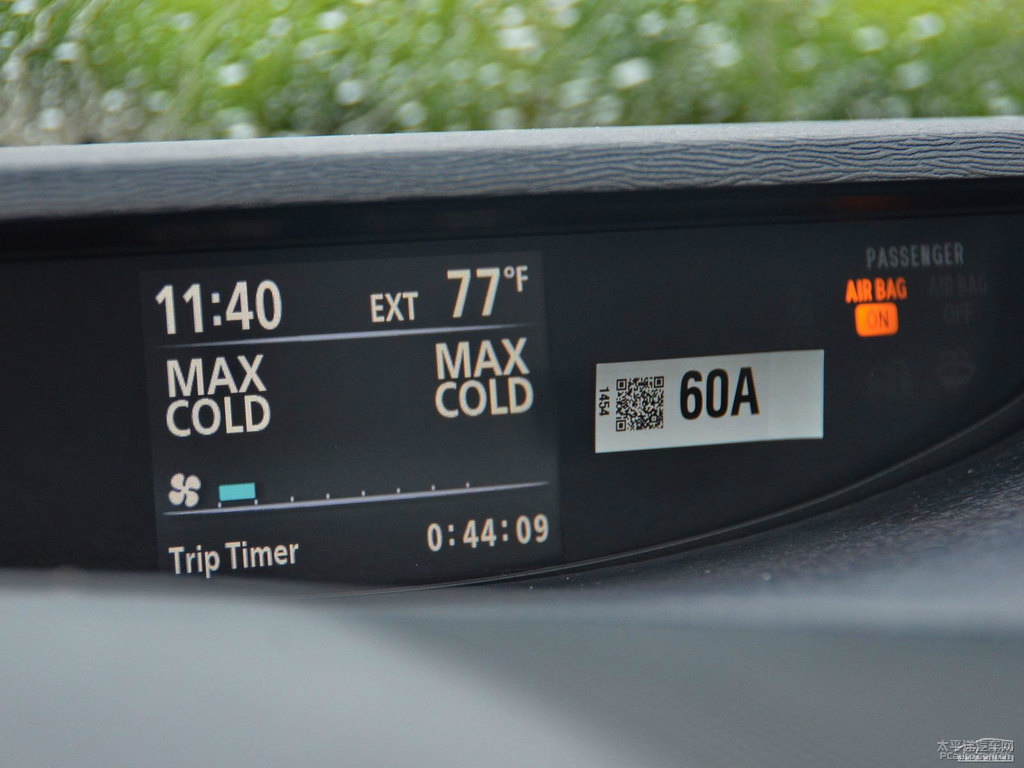 11:40 EXT 77°F
MAX COLD MAX COLD
Trip Timer 0:44:09
1454 60A
PASSENGER
AIR BAG AIR BAG
ON OFF
太平洋汽车网
PCauto.com.cn